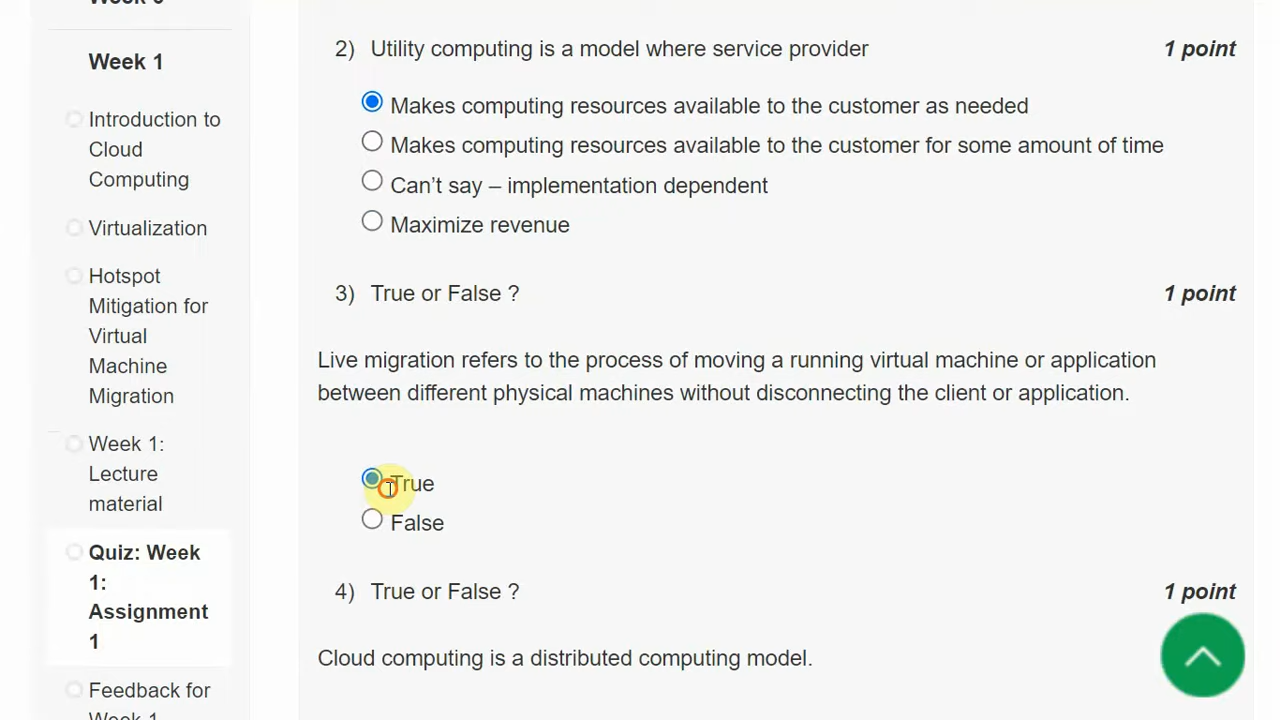 Week 1
Introduction to
Cloud
Computing
Virtualization
Hotspot
Mitigation for
Virtual
Machine
Migration
Week 1:
Lecture
material
Quiz: Week
1:
Assignment
1
Feedback for
Week 1
2) Utility computing is a model where service provider 1 point
Makes computing resources available to the customer as needed
Makes computing resources available to the customer for some amount of time
Can’t say – implementation dependent
Maximize revenue
3) True or False ? 1 point
Live migration refers to the process of moving a running virtual machine or application
between different physical machines without disconnecting the client or application.
True
False
4) True or False ? 1 point
Cloud computing is a distributed computing model.